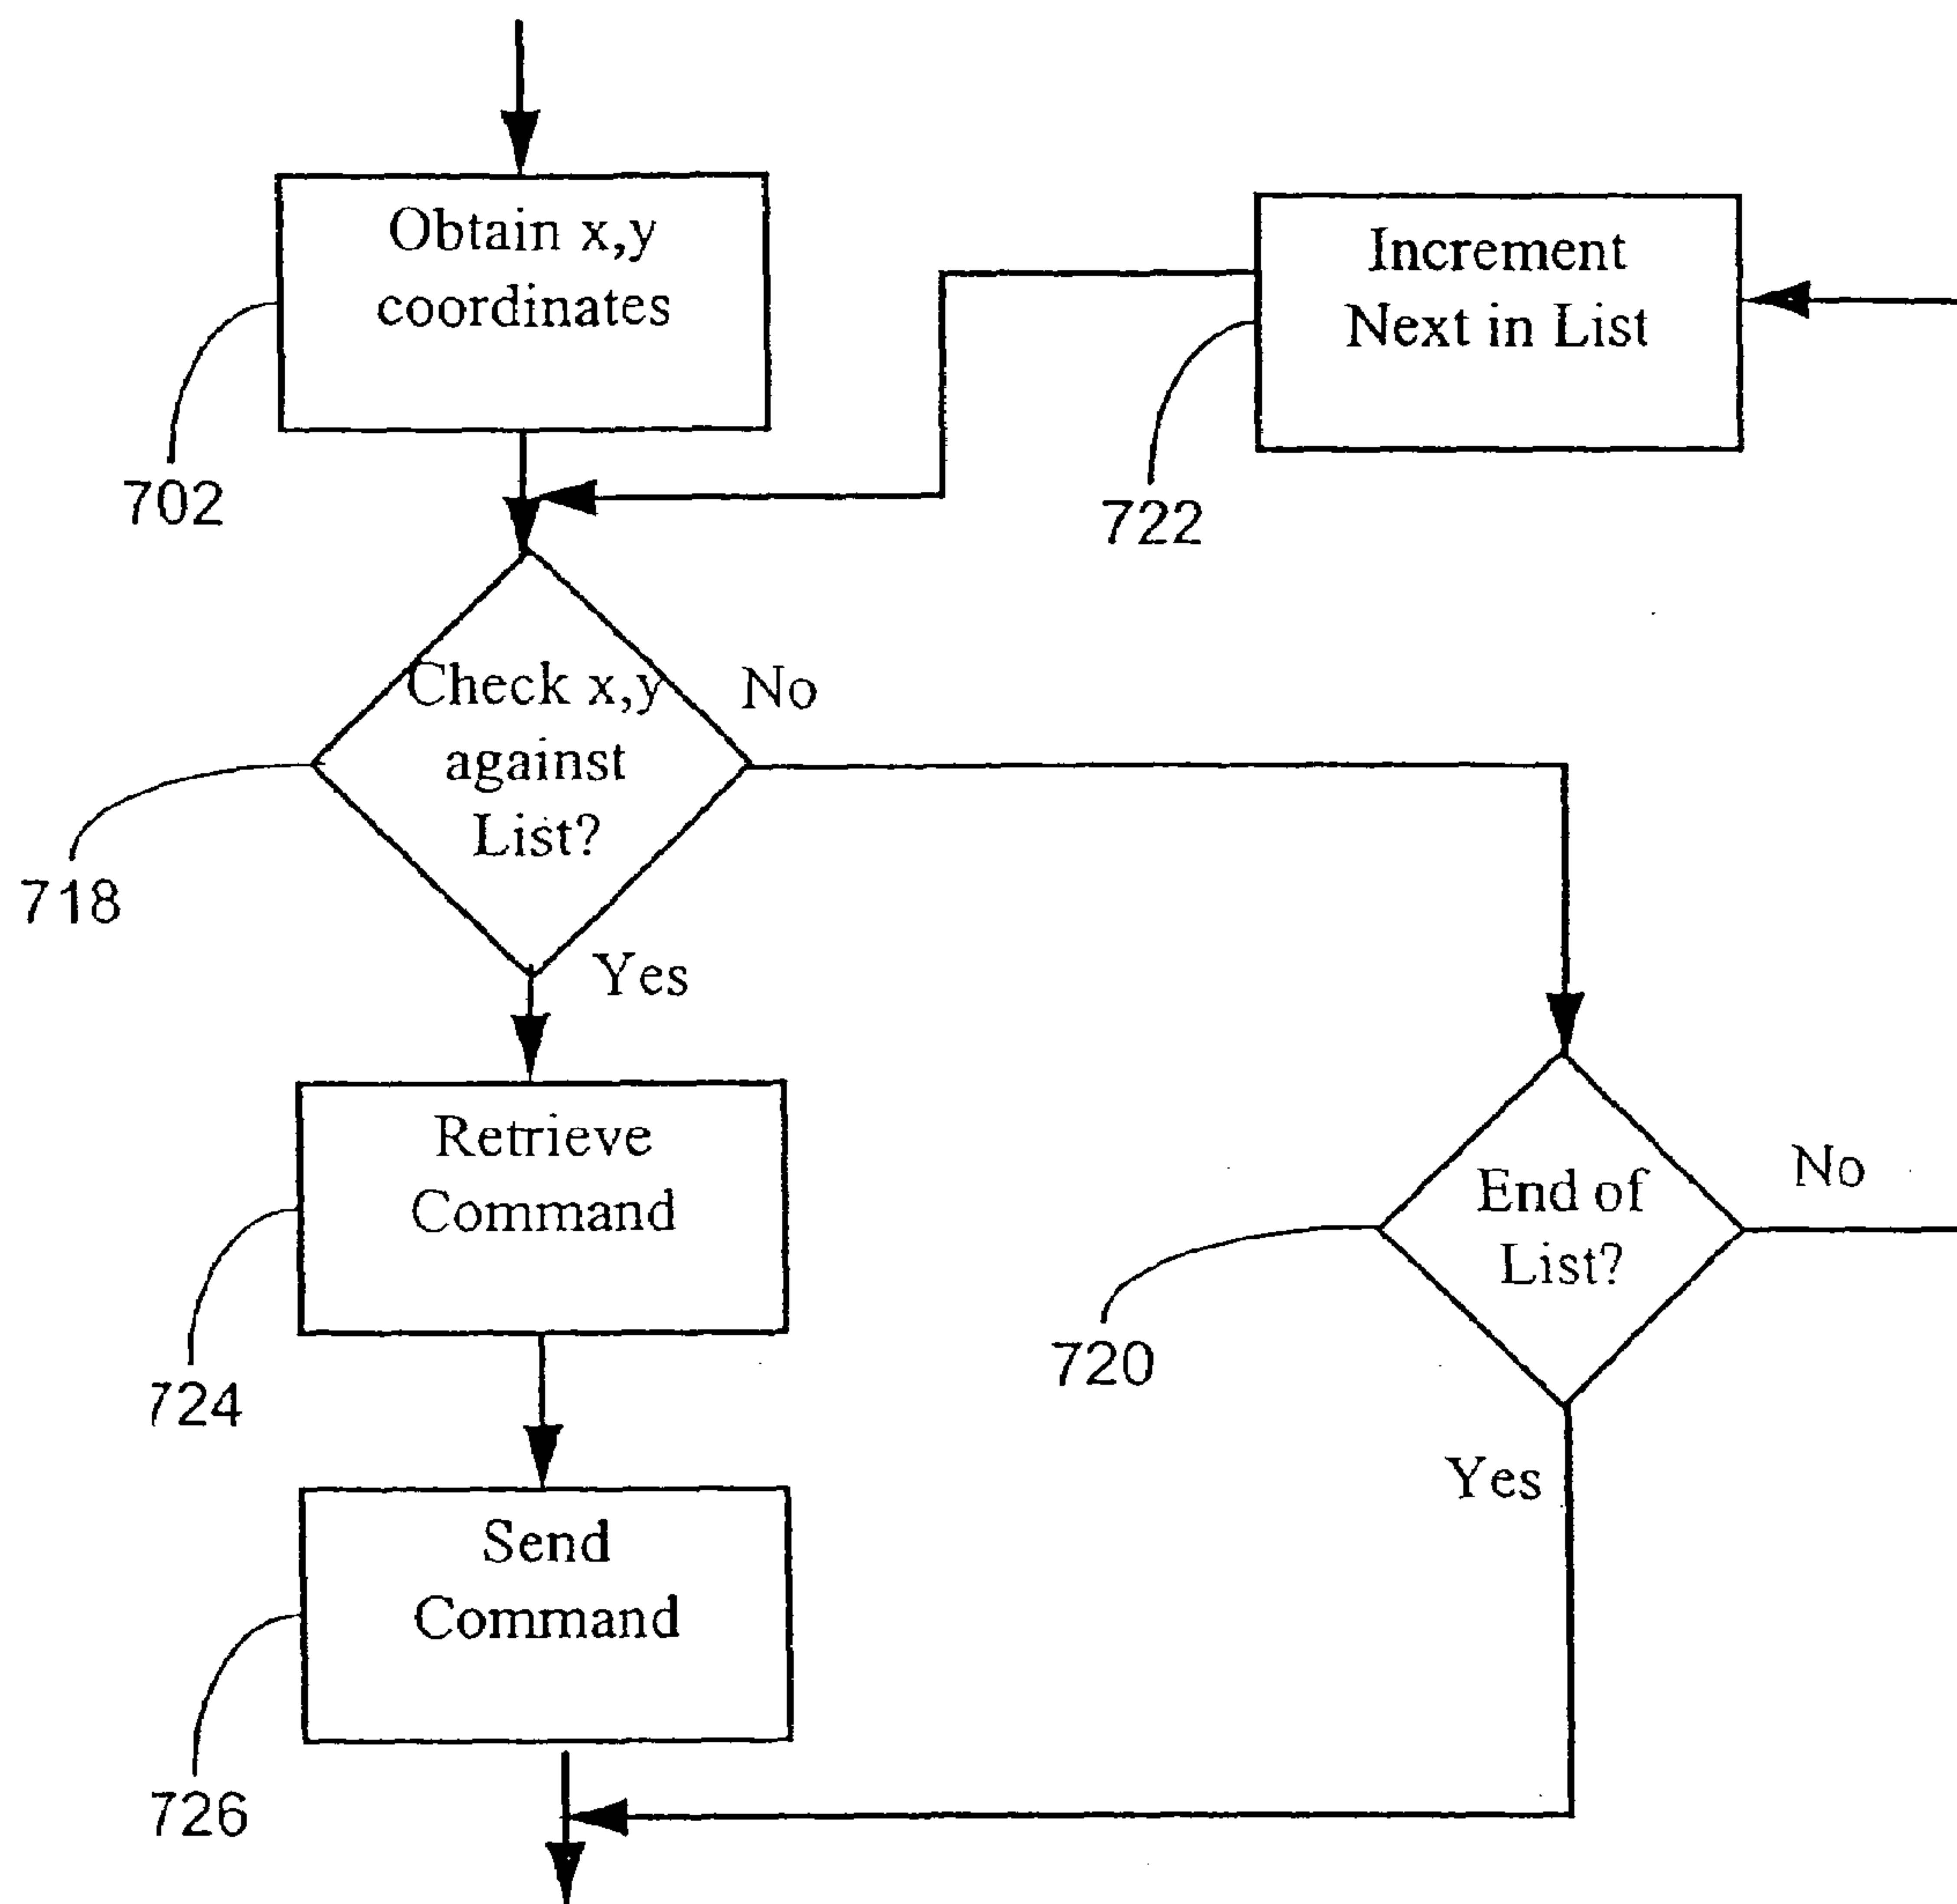 Obtain x,y
coordinates
702
Increment
Next in List
722
Check x,y
against
List?
No
Yes
718
Retrieve
Command
724
End of
List?
No
Yes
720
Send
Command
726